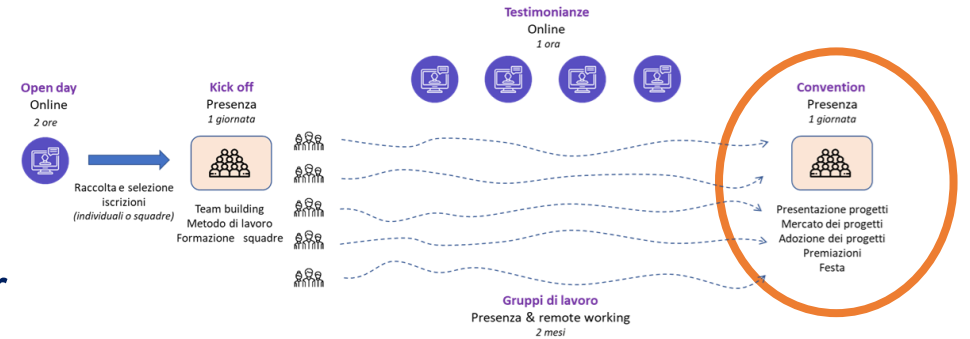 Testimonianze
Online
1 ora
Open day
Online
2 ore
Raccolta e selezione
iscrizioni
(individuali o squadre)
Kick off
Presenza
1 giornata
Team building
Metodo di lavoro
Formazione squadre
Gruppi di lavoro
Presenza & remote working
2 mesi
Convention
Presenza
1 giornata
Presentazione progetti
Mercato dei progetti
Adozione dei progetti
Premiazioni
Festa